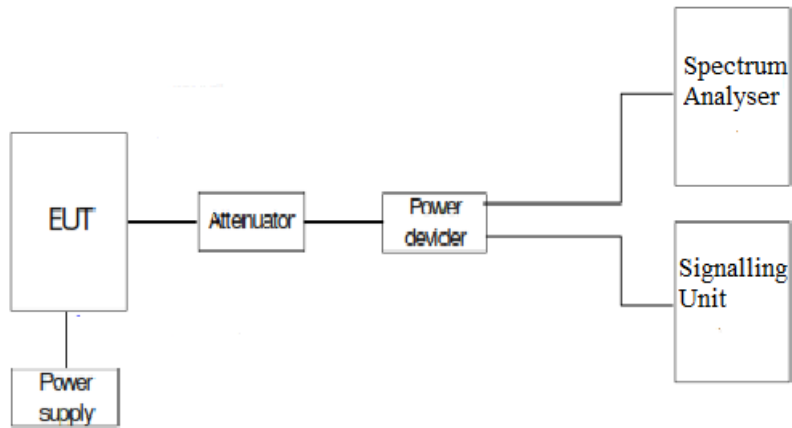 Spectrum
Analyser
EUT
Attenuator
Power
devider
Signalling
Unit
Power
supply